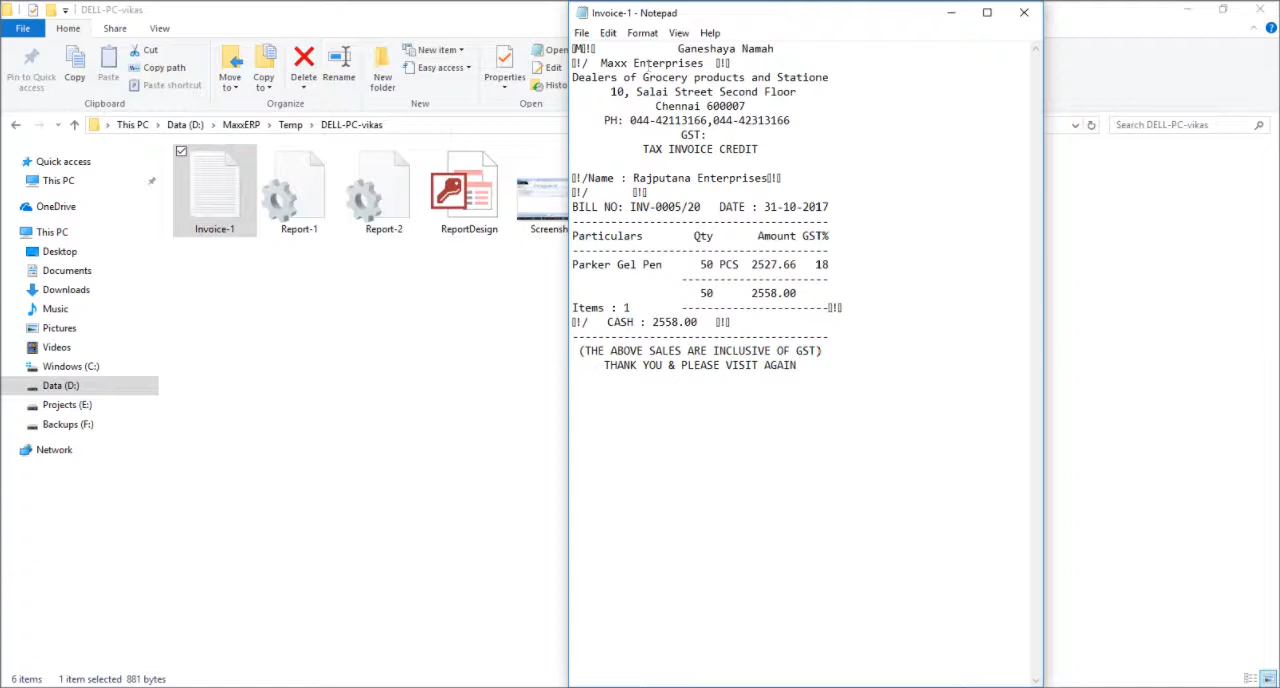 DELL-PC-vikas
File Home Share View
Pin to Quick access
Copy
Paste
Cut
Copy path
Paste shortcut
Clipboard
Move to
Copy to
Delete
Rename
Organize
New folder
New item
Easy access
New
Properties
Open
Edit
Histo
Open
This PC › Data (D:) › MaxxERP › Temp › DELL-PC-vikas
Search DELL-PC-vikas
Quick access
This PC
OneDrive
This PC
Desktop
Documents
Downloads
Music
Pictures
Videos
Windows (C:)
Data (D:)
Projects (E:)
Backups (F:)
Network
Invoice-1
Report-1
Report-2
ReportDesign
Screensh
6 items 1 item selected 881 bytes
Invoice-1 - Notepad
File Edit Format View Help
M! Ganeshaya Namah
!/ Maxx Enterprises !
Dealers of Grocery products and Statione
10, Salai Street Second Floor
Chennai 600007
PH: 044-42113166,044-42313166
GST:
TAX INVOICE CREDIT
!/Name : Rajputana Enterprises!
!/ !
BILL NO: INV-0005/20 DATE : 31-10-2017
----------------------------------------
Particulars Qty Amount GST%
----------------------------------------
Parker Gel Pen 50 PCS 2527.66 18
-----------------------
50 2558.00
Items : 1 -----------------------!
!/ CASH : 2558.00 !
----------------------------------------
(THE ABOVE SALES ARE INCLUSIVE OF GST)
THANK YOU & PLEASE VISIT AGAIN